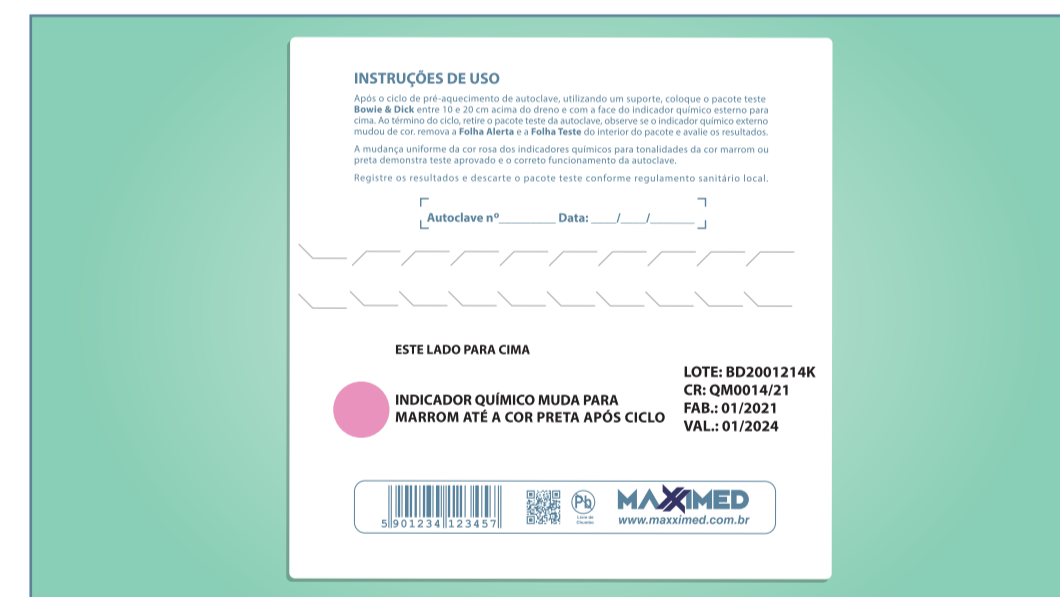 INSTRUÇÕES DE USO
Após o ciclo de pré-aquecimento de autoclave, utilizando um suporte, coloque o pacote teste
Bowie & Dick entre 10 e 20 cm acima do dreno e com a face do indicador químico esterno para
cima. Ao término do ciclo, retire o pacote teste da autoclave, observe se o indicador químico externo
mudou de cor. remova a Folha Alerta e a Folha Teste do interior do pacote e avalie os resultados.
A mudança uniforme da cor rosa dos indicadores químicos para tonalidades da cor marrom ou
preta demonstra teste aprovado e o correto funcionamento da autoclave.
Registre os resultados e descarte o pacote teste conforme regulamento sanitário local.
Autoclave nº_________ Data: ____/____/_______
ESTE LADO PARA CIMA
INDICADOR QUÍMICO MUDA PARA
MARROM ATÉ A COR PRETA APÓS CICLO
LOTE: BD2001214K
CR: QM0014/21
FAB.: 01/2021
VAL.: 01/2024
5 901234 123457
Pb
Livre de
Chumbo
MAXXIMED
www.maxximed.com.br